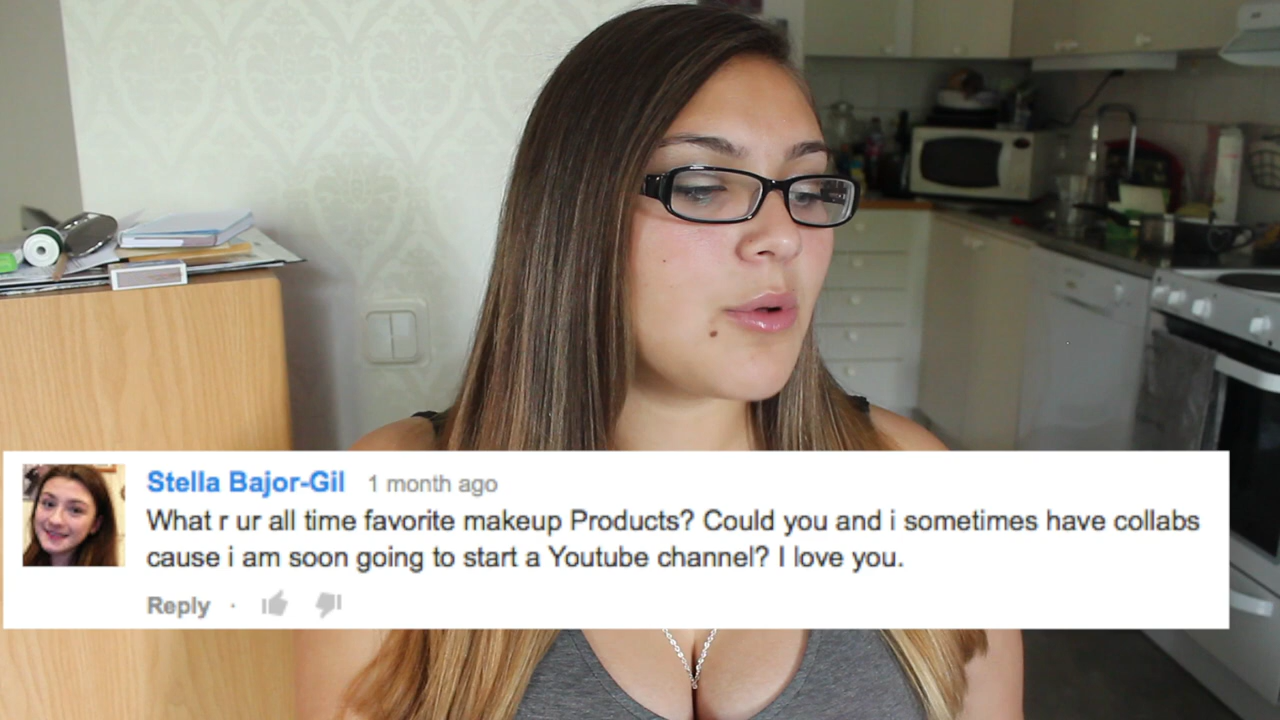 Stella Bajor-Gil 1 month ago
What r ur all time favorite makeup Products? Could you and i sometimes have collabs
cause i am soon going to start a Youtube channel? I love you.
Reply ·